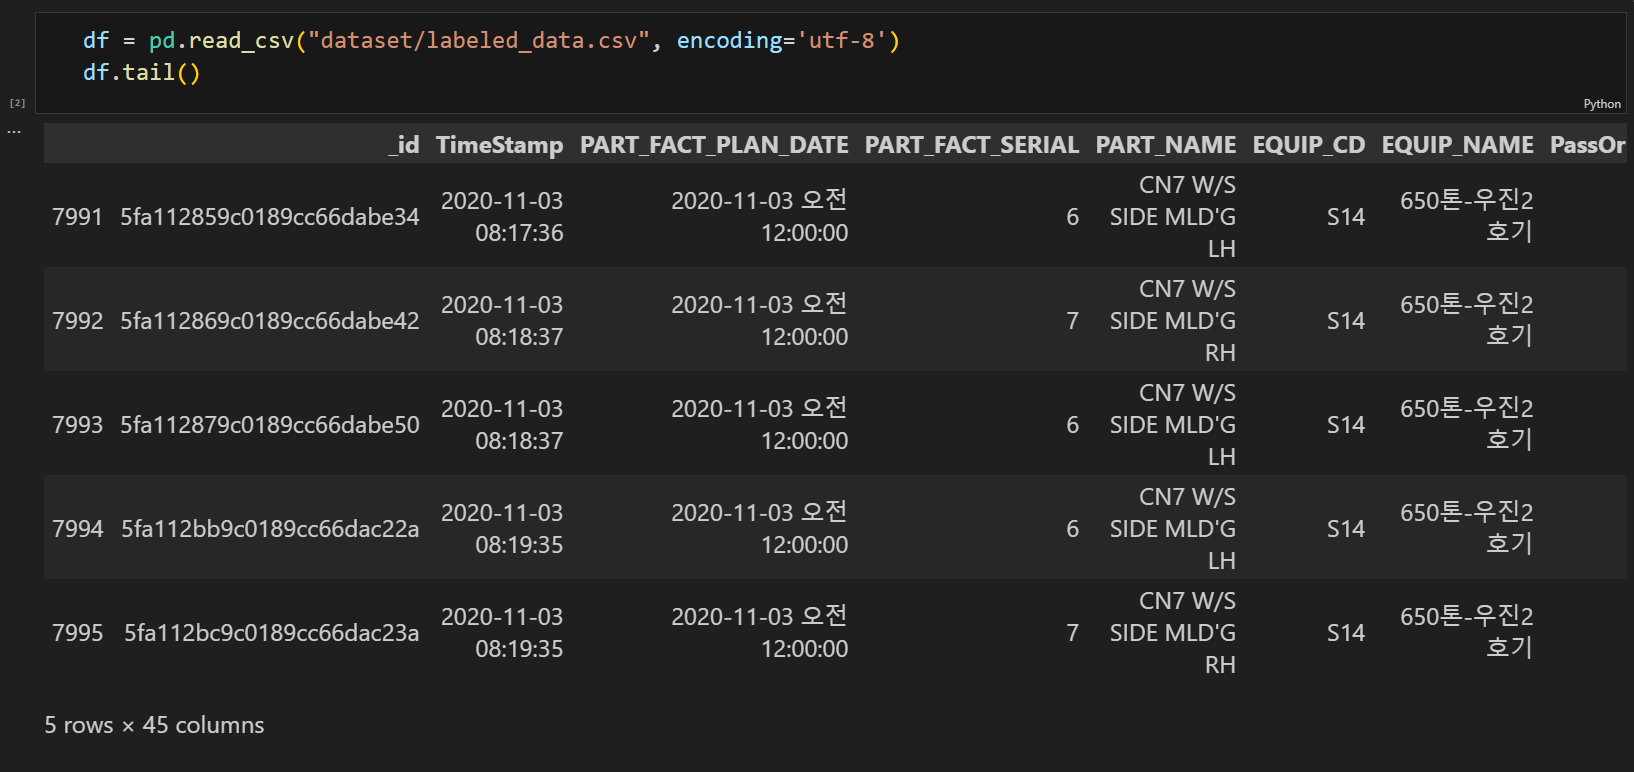 df = pd.read_csv("dataset/labeled_data.csv", encoding='utf-8')
df.tail()
[2]
Python
...
_id TimeStamp PART_FACT_PLAN_DATE PART_FACT_SERIAL PART_NAME EQUIP_CD EQUIP_NAME PassOr
7991 5fa112859c0189cc66dabe34 2020-11-03 08:17:36 2020-11-03 오전 12:00:00 6 CN7 W/S SIDE MLD'G LH S14 650톤-우진2호기
7992 5fa112869c0189cc66dabe42 2020-11-03 08:18:37 2020-11-03 오전 12:00:00 7 CN7 W/S SIDE MLD'G RH S14 650톤-우진2호기
7993 5fa112879c0189cc66dabe50 2020-11-03 08:18:37 2020-11-03 오전 12:00:00 6 CN7 W/S SIDE MLD'G LH S14 650톤-우진2호기
7994 5fa112bb9c0189cc66dac22a 2020-11-03 08:19:35 2020-11-03 오전 12:00:00 6 CN7 W/S SIDE MLD'G LH S14 650톤-우진2호기
7995 5fa112bc9c0189cc66dac23a 2020-11-03 08:19:35 2020-11-03 오전 12:00:00 7 CN7 W/S SIDE MLD'G RH S14 650톤-우진2호기
5 rows × 45 columns